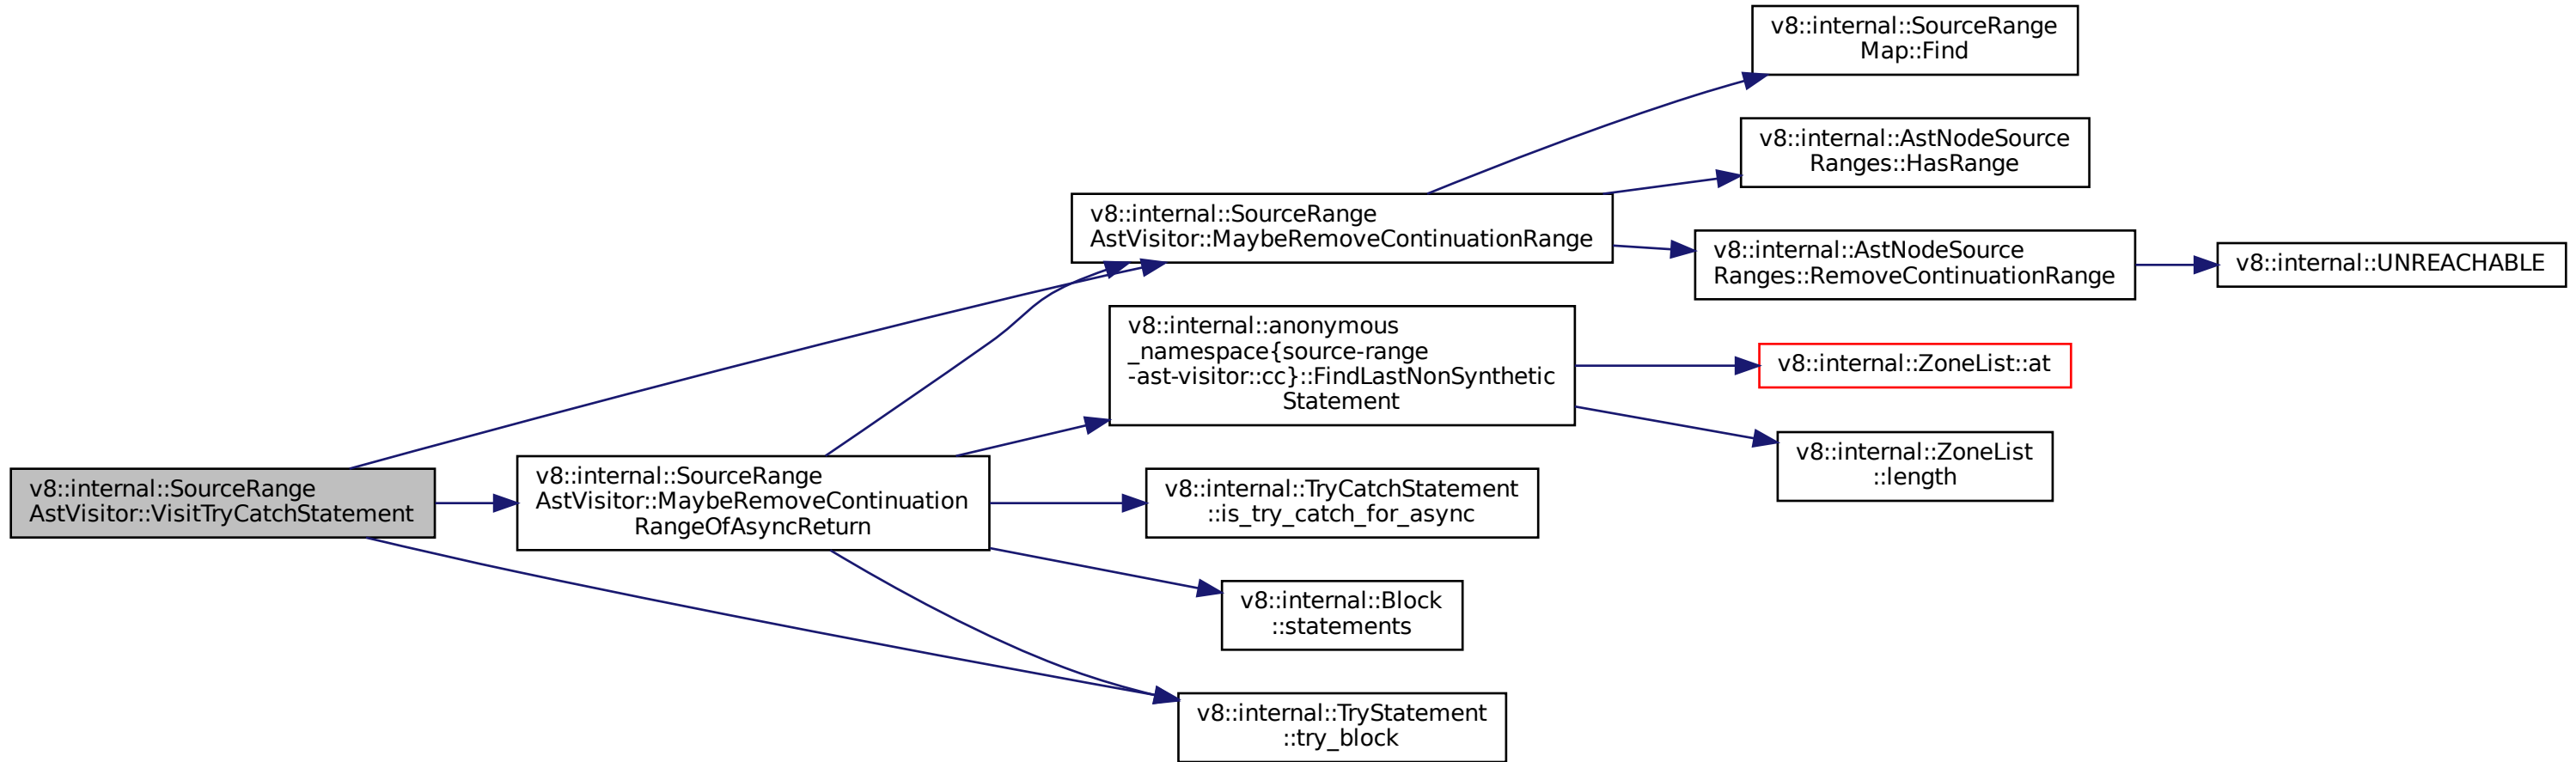 v8::internal::SourceRange
AstVisitor::VisitTryCatchStatement
v8::internal::SourceRange
AstVisitor::MaybeRemoveContinuation
RangeOfAsyncReturn
v8::internal::SourceRange
AstVisitor::MaybeRemoveContinuationRange
v8::internal::anonymous
_namespace{source-range
-ast-visitor::cc}::FindLastNonSynthetic
Statement
v8::internal::TryCatchStatement
::is_try_catch_for_async
v8::internal::Block
::statements
v8::internal::TryStatement
::try_block
v8::internal::SourceRange
Map::Find
v8::internal::AstNodeSource
Ranges::HasRange
v8::internal::AstNodeSource
Ranges::RemoveContinuationRange
v8::internal::ZoneList::at
v8::internal::ZoneList
::length
v8::internal::UNREACHABLE